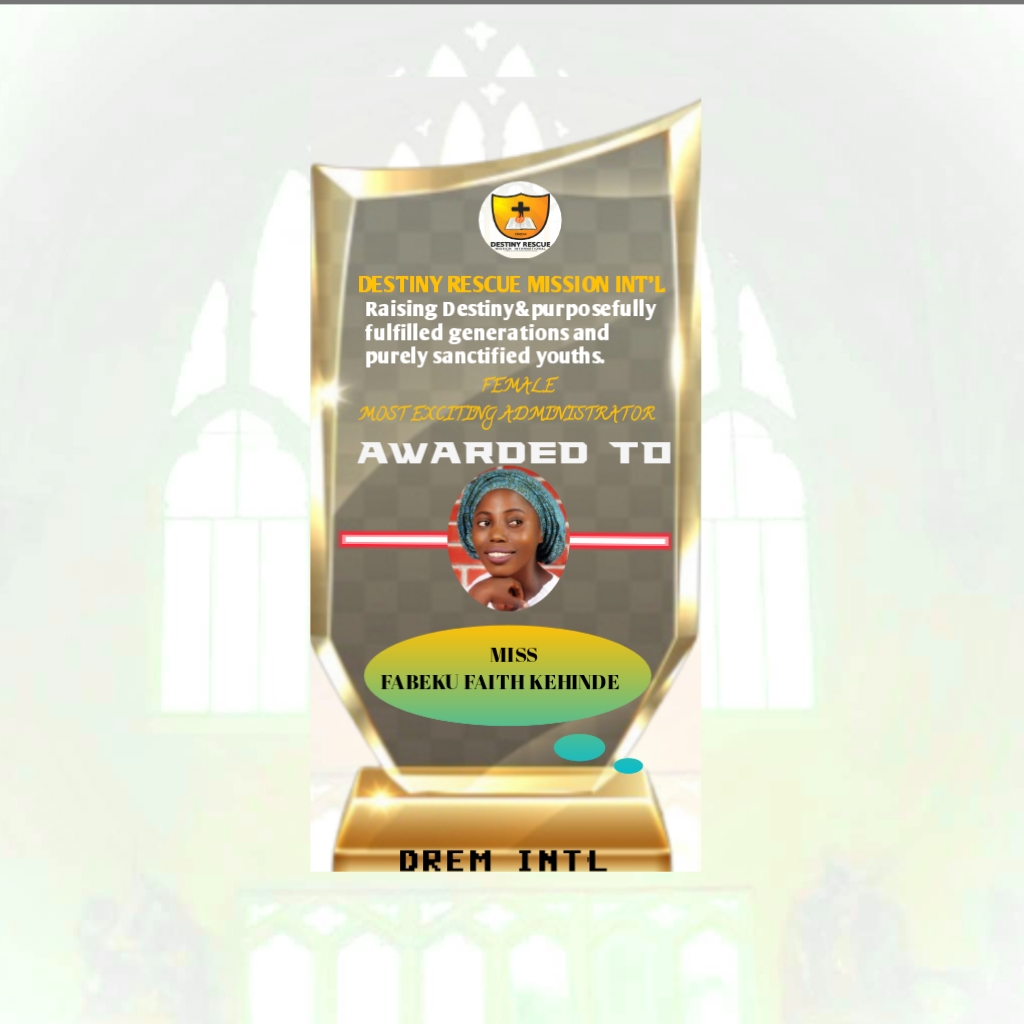 DESTINY RESCUE
DESTINY RESCUE MISSION INT'L
Raising Destiny&purposefully
fulfilled generations and
purely sanctified youths.
FEMALE
MOST EXCITING ADMINISTRATOR
AWARDED TO
MISS
FABEKU FAITH KEHINDE
DREM INTL